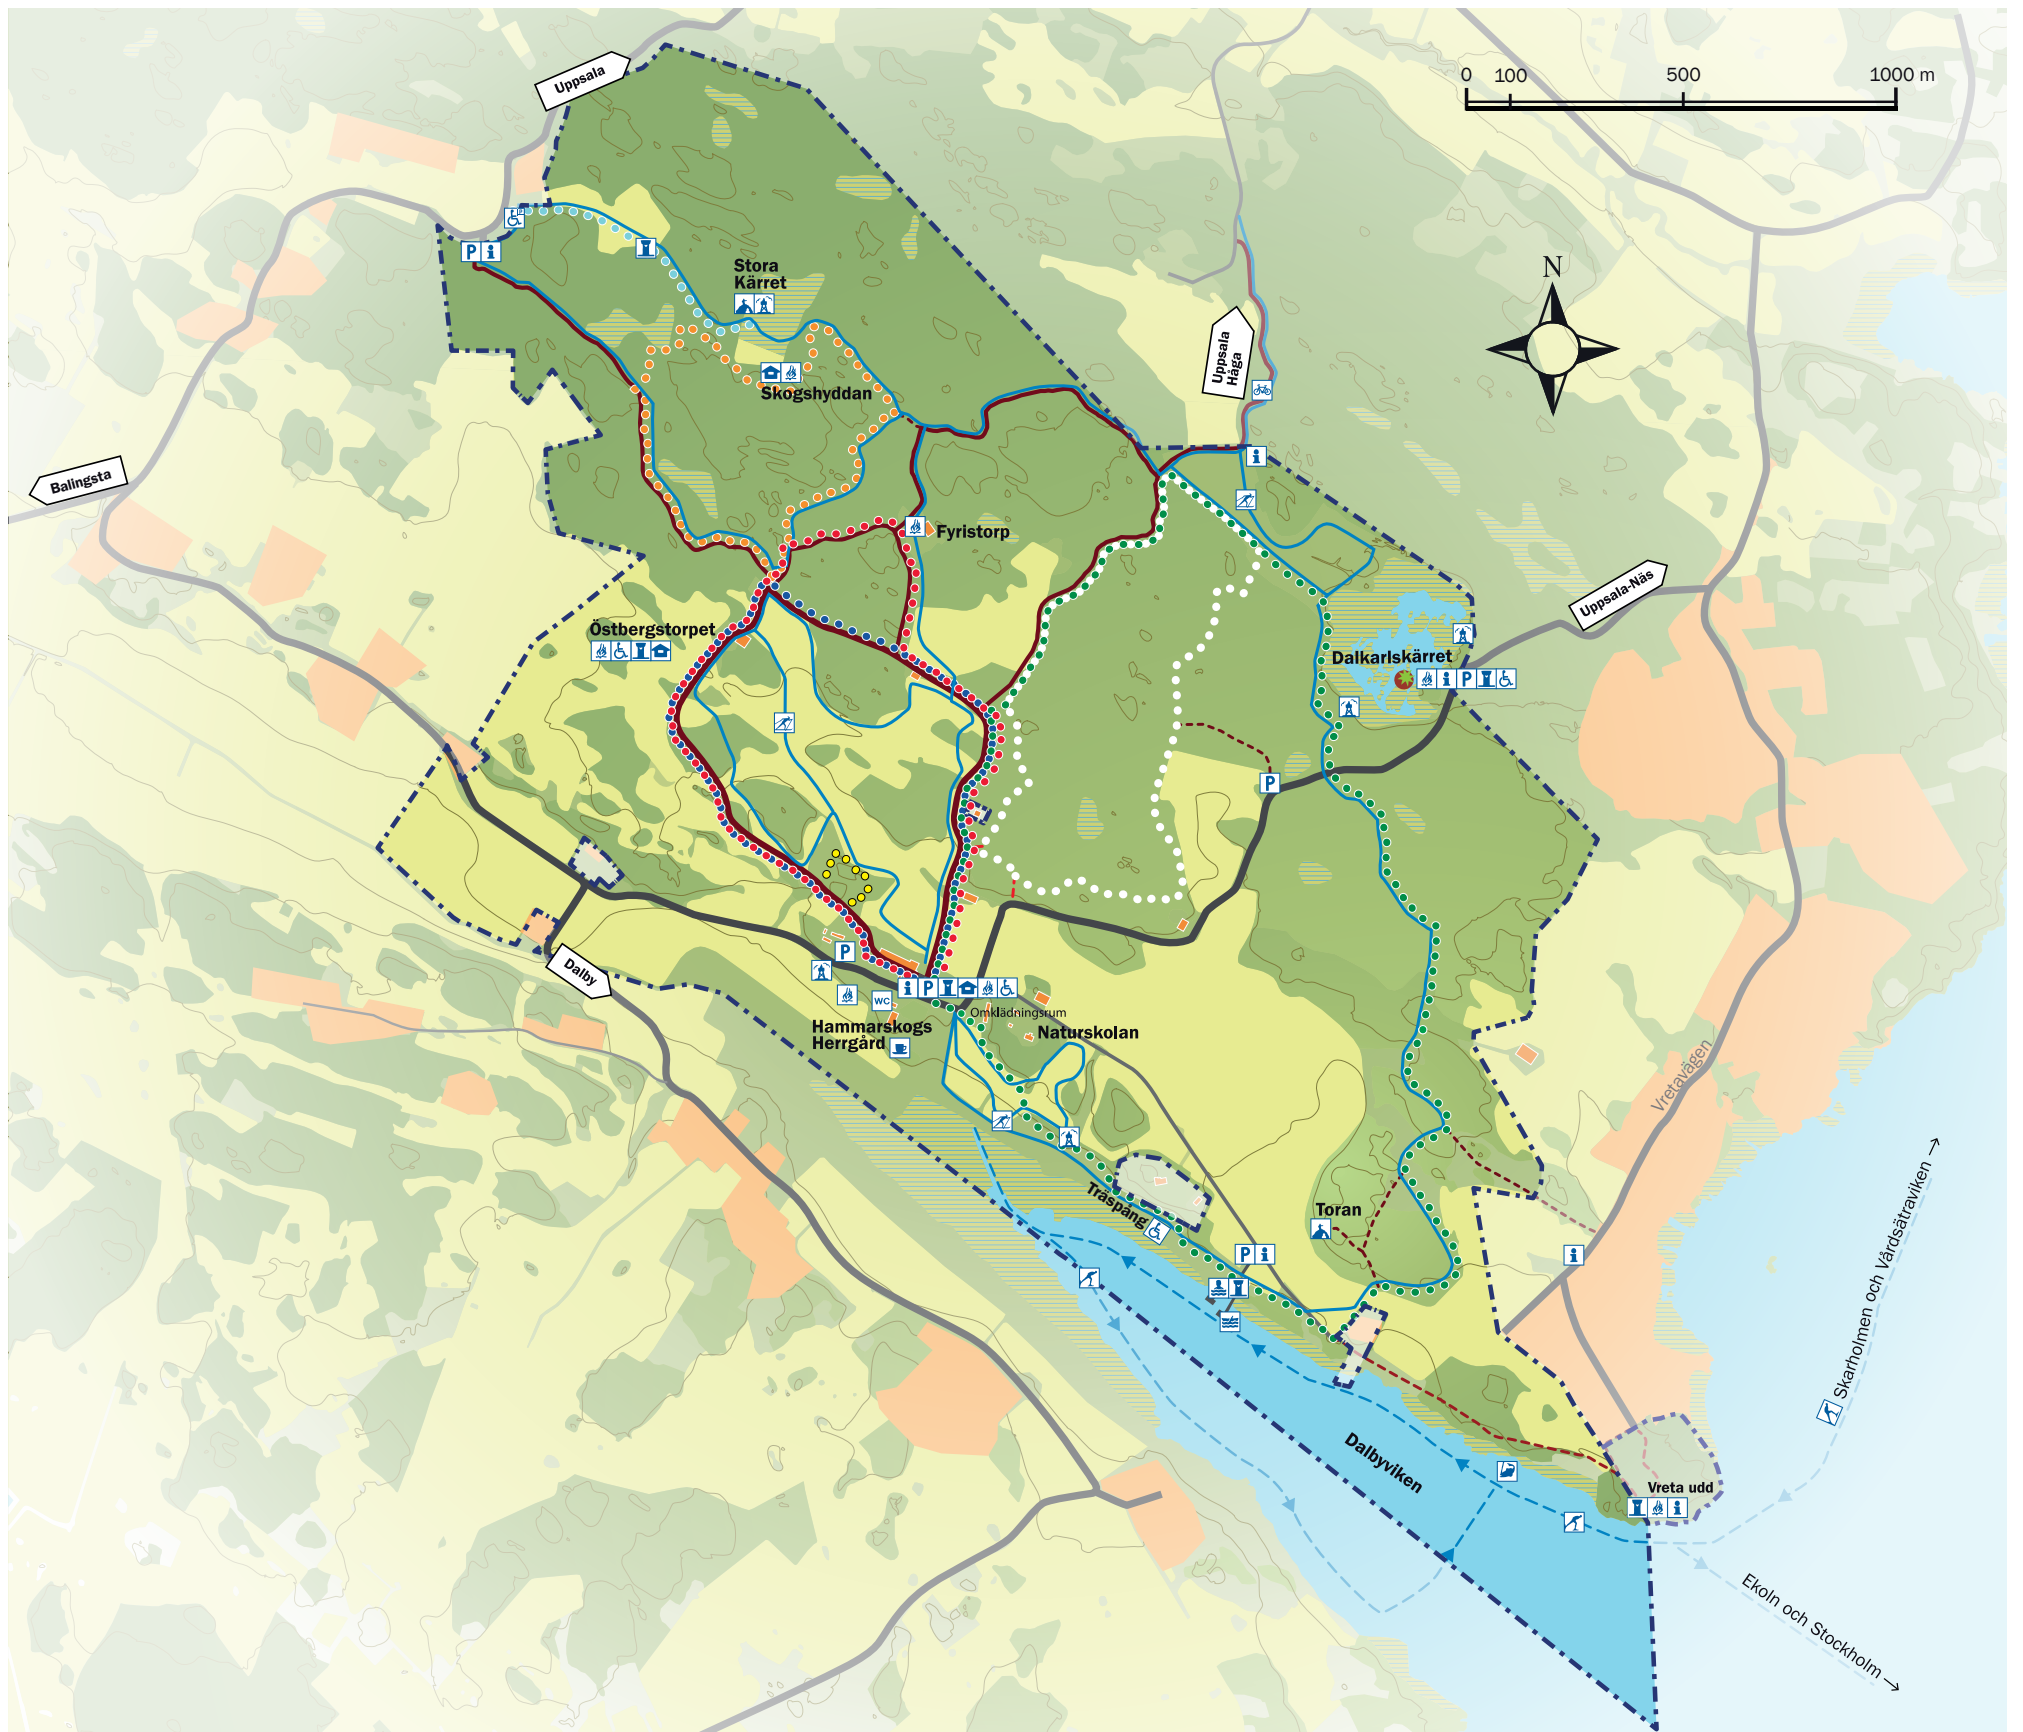 Uppsala
0 100 500 1000 m
N
Stora
Kärret
Uppsala
Håga
Skogshyddan
Balingsta
Fyristorp
Uppsala-Näs
Östbergstorpet
Dalkarlskärret
P i
i
i P
P
P
Dalby
i P
WC
Omklädningsrum
Hammarskogs
Herrgård
Naturskolan
Vretavägen
Träspång
Toran
P i
i
Skarholmen och Vårdsätraviken
Dalbyviken
Vreta udd
i
Ekoln och Stockholm